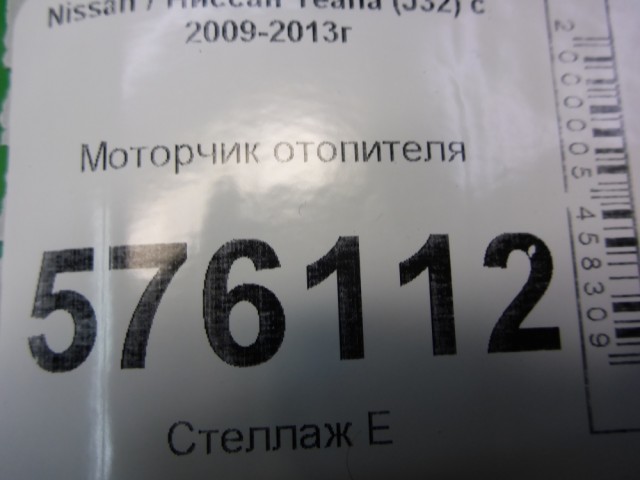 Nissan / Ниссан Teana (J32) с
2009-2013г
Моторчик отопителя
576112
Стеллаж Е
2000005458309